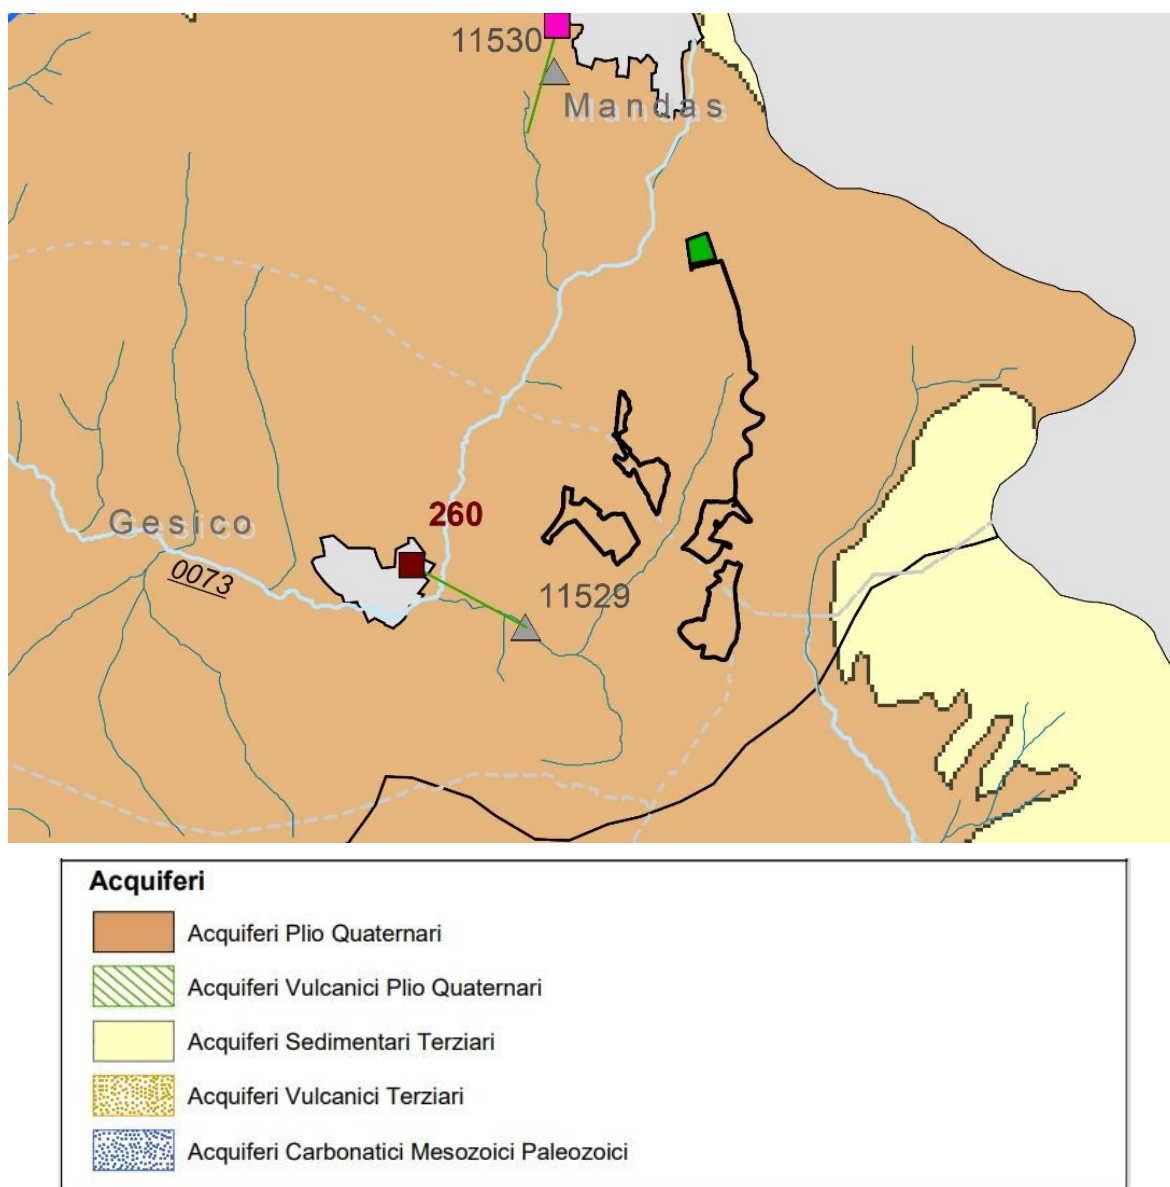 11530
Mandas
260
Gesico
0073
11529
Acquiferi
Acquiferi Plio Quaternari
Acquiferi Vulcanici Plio Quaternari
Acquiferi Sedimentari Terziari
Acquiferi Vulcanici Terziari
Acquiferi Carbonatici Mesozoici Paleozoici